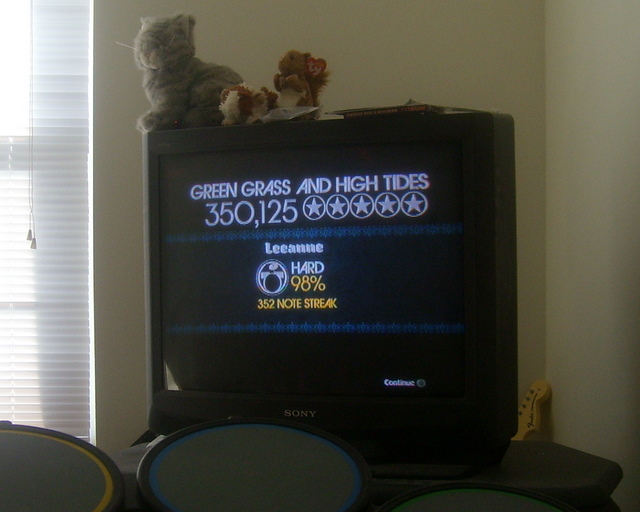 GREEN GRASS AND HIGH TIDES
350,125
Leeanne
HARD
98%
352 NOTE STREAK
Continue
SONY